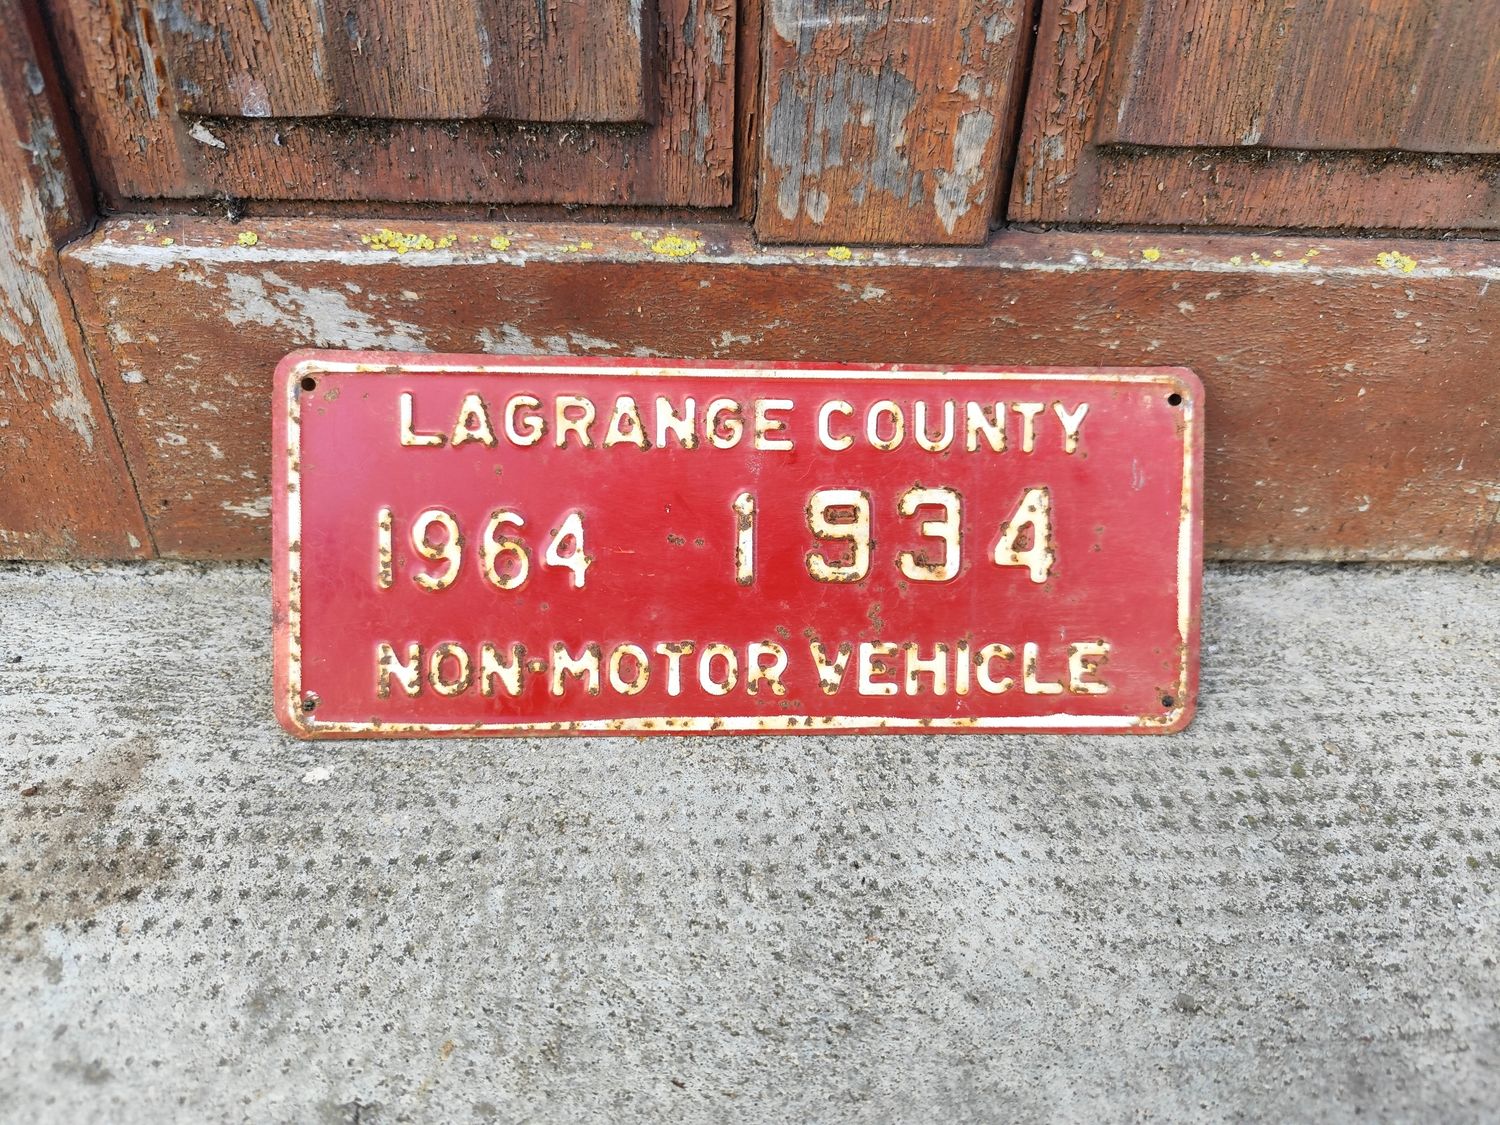 LAGRANGE COUNTY
1964 1934
NON-MOTOR VEHICLE